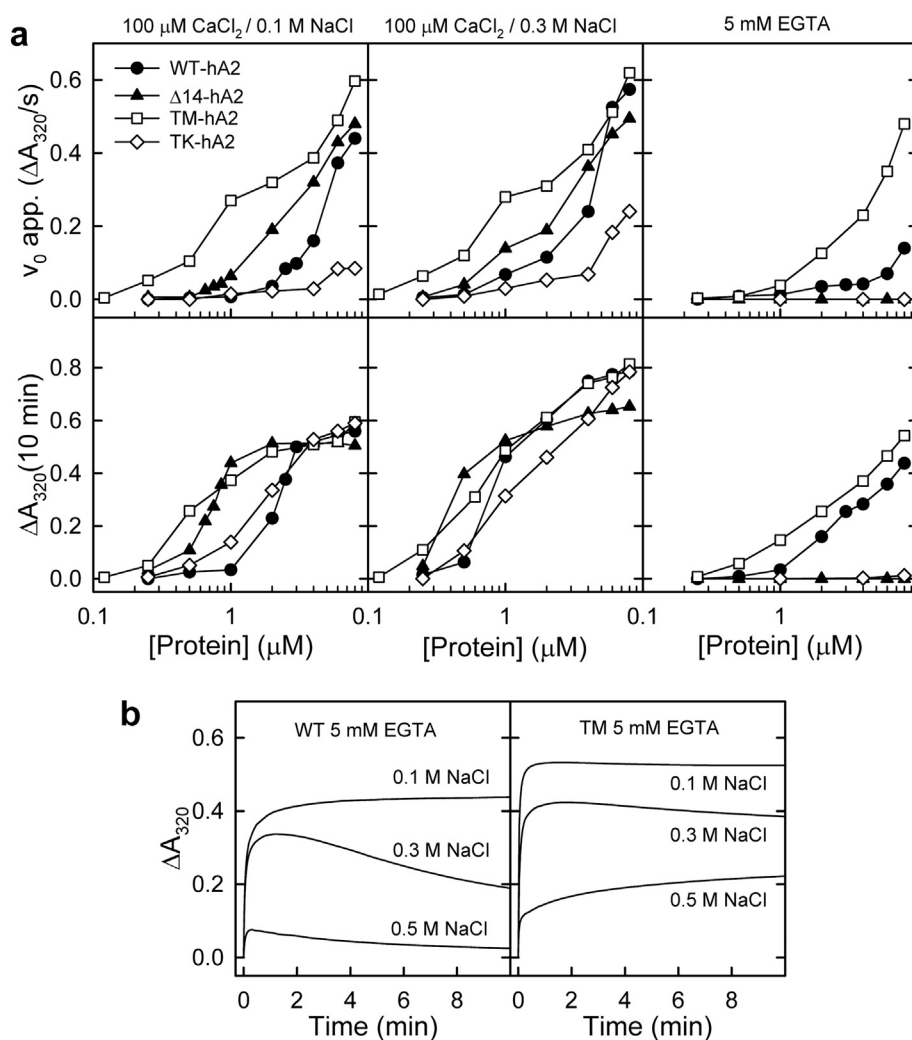 a
100 μM CaCl₂ / 0.1 M NaCl
100 μM CaCl₂ / 0.3 M NaCl
5 mM EGTA
WT-hA2
Δ14-hA2
TM-hA2
TK-hA2
v₀ app. (ΔA₃₂₀/s)
0.6
0.4
0.2
0.0
ΔA₃₂₀(10 min)
0.8
0.6
0.4
0.2
0.0
0.1 1 0.1 1 0.1 1
[Protein] (μM) [Protein] (μM) [Protein] (μM)
b
WT 5 mM EGTA
TM 5 mM EGTA
ΔA₃₂₀
0.6
0.4
0.2
0.0
0.1 M NaCl
0.3 M NaCl
0.5 M NaCl
0.1 M NaCl
0.3 M NaCl
0.5 M NaCl
0 2 4 6 8 0 2 4 6 8
Time (min) Time (min)